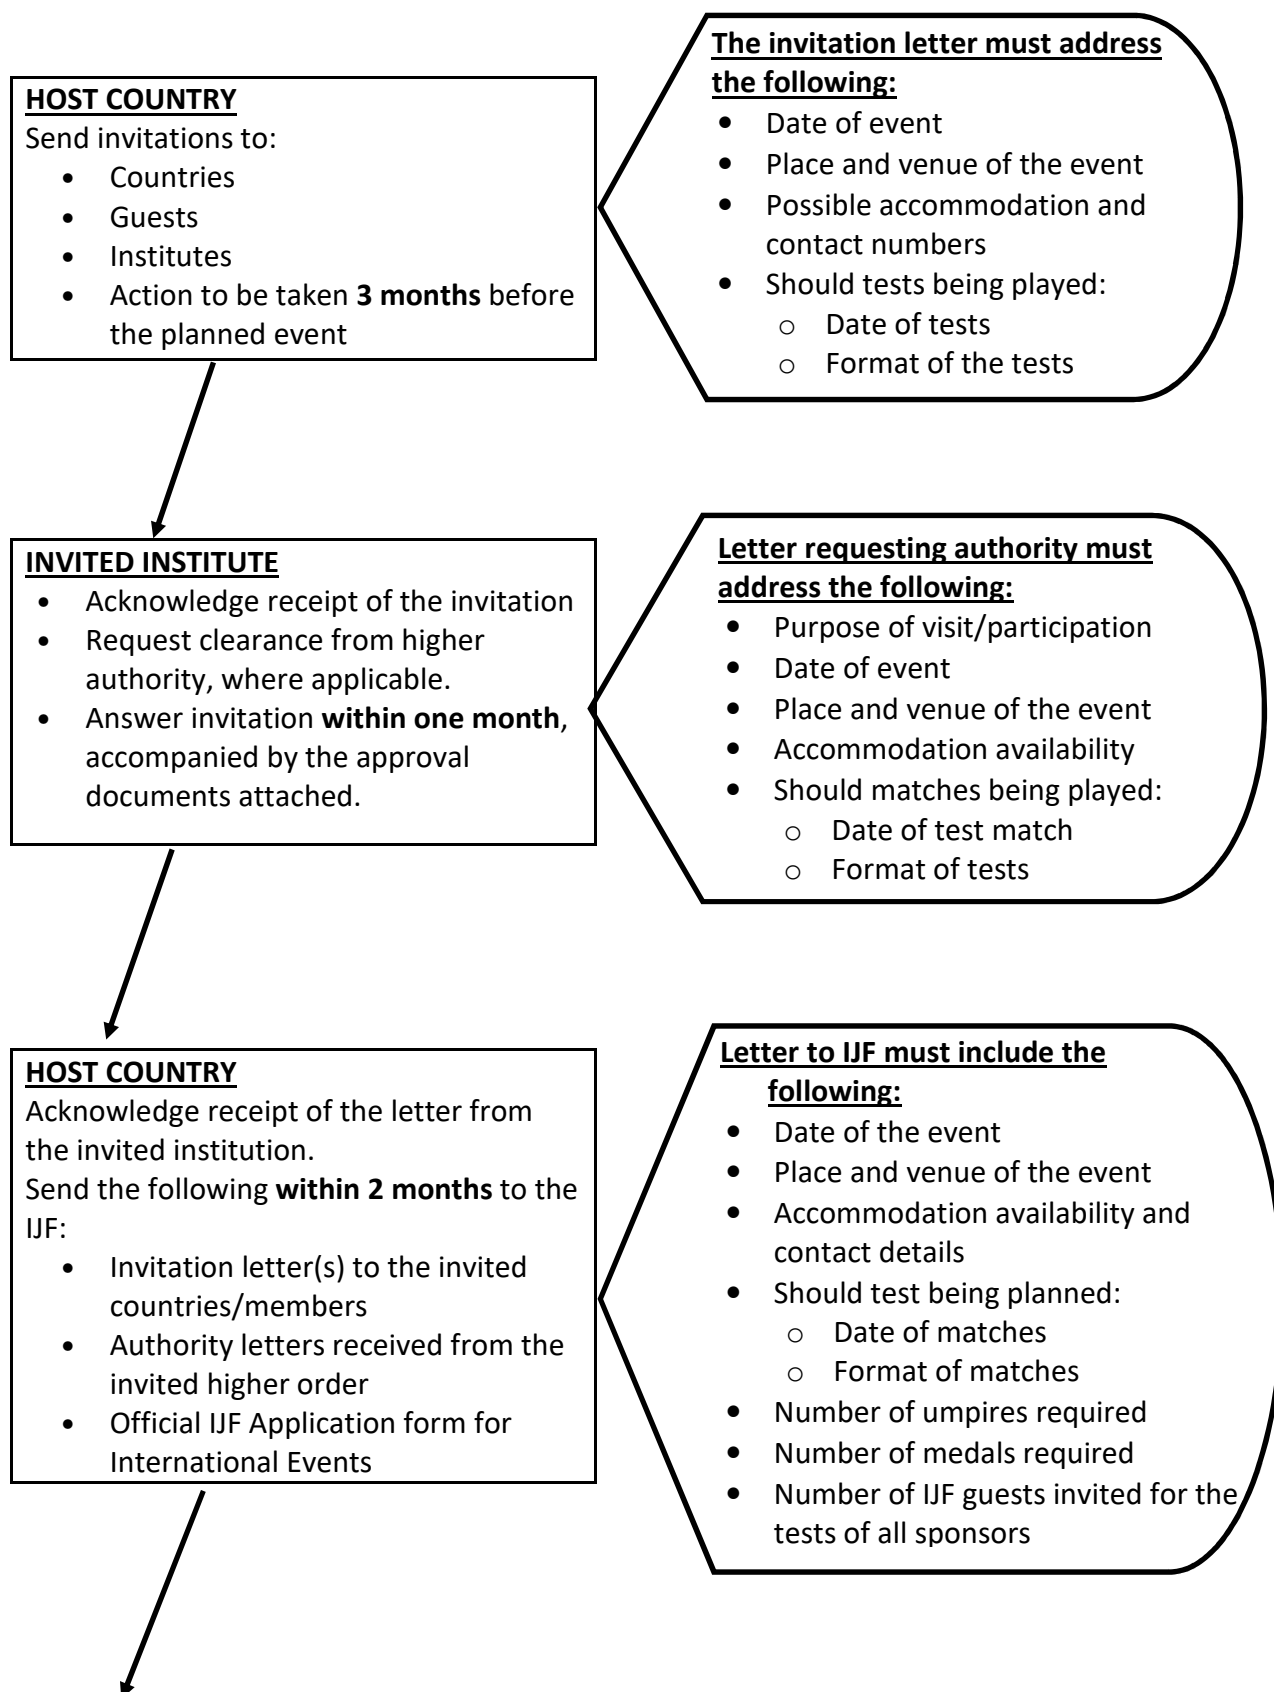 HOST COUNTRY
Send invitations to:
• Countries
• Guests
• Institutes
• Action to be taken 3 months before
the planned event
The invitation letter must address
the following:
• Date of event
• Place and venue of the event
• Possible accommodation and
contact numbers
• Should tests being played:
o Date of tests
o Format of the tests
INVITED INSTITUTE
• Acknowledge receipt of the invitation
• Request clearance from higher
authority, where applicable.
• Answer invitation within one month,
accompanied by the approval
documents attached.
Letter requesting authority must
address the following:
• Purpose of visit/participation
• Date of event
• Place and venue of the event
• Accommodation availability
• Should matches being played:
o Date of test match
o Format of tests
HOST COUNTRY
Acknowledge receipt of the letter from
the invited institution.
Send the following within 2 months to the
IJF:
• Invitation letter(s) to the invited
countries/members
• Authority letters received from the
invited higher order
• Official IJF Application form for
International Events
Letter to IJF must include the
following:
• Date of the event
• Place and venue of the event
• Accommodation availability and
contact details
• Should test being planned:
o Date of matches
o Format of matches
• Number of umpires required
• Number of medals required
• Number of IJF guests invited for the
tests of all sponsors